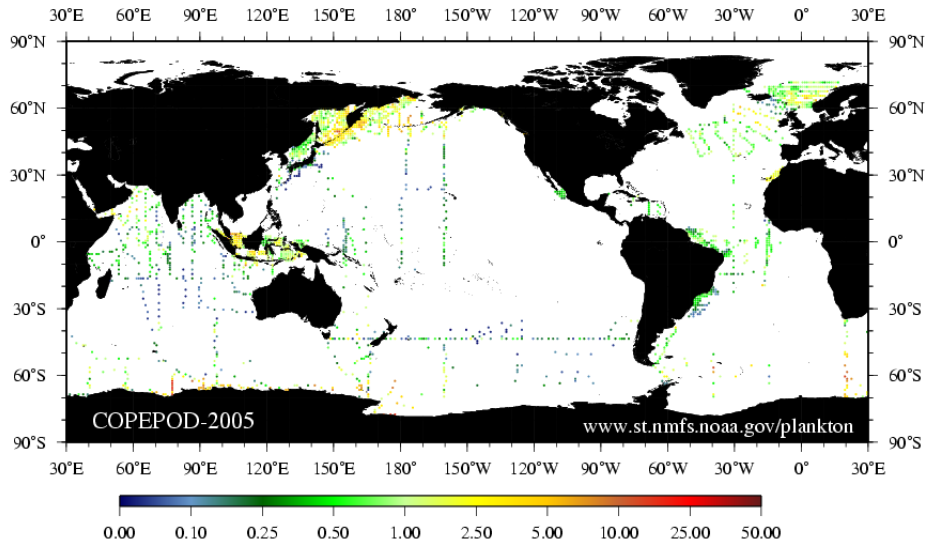 30°E 60°E 90°E 120°E 150°E 180° 150°W 120°W 90°W 60°W 30°W 0° 30°E
90°N 90°N
60°N 60°N
30°N 30°N
0° 0°
30°S 30°S
60°S 60°S
COPEPOD-2005 www.st.nmfs.noaa.gov/plankton
90°S 90°S
30°E 60°E 90°E 120°E 150°E 180° 150°W 120°W 90°W 60°W 30°W 0° 30°E
0.00 0.10 0.25 0.50 1.00 2.50 5.00 10.00 25.00 50.00